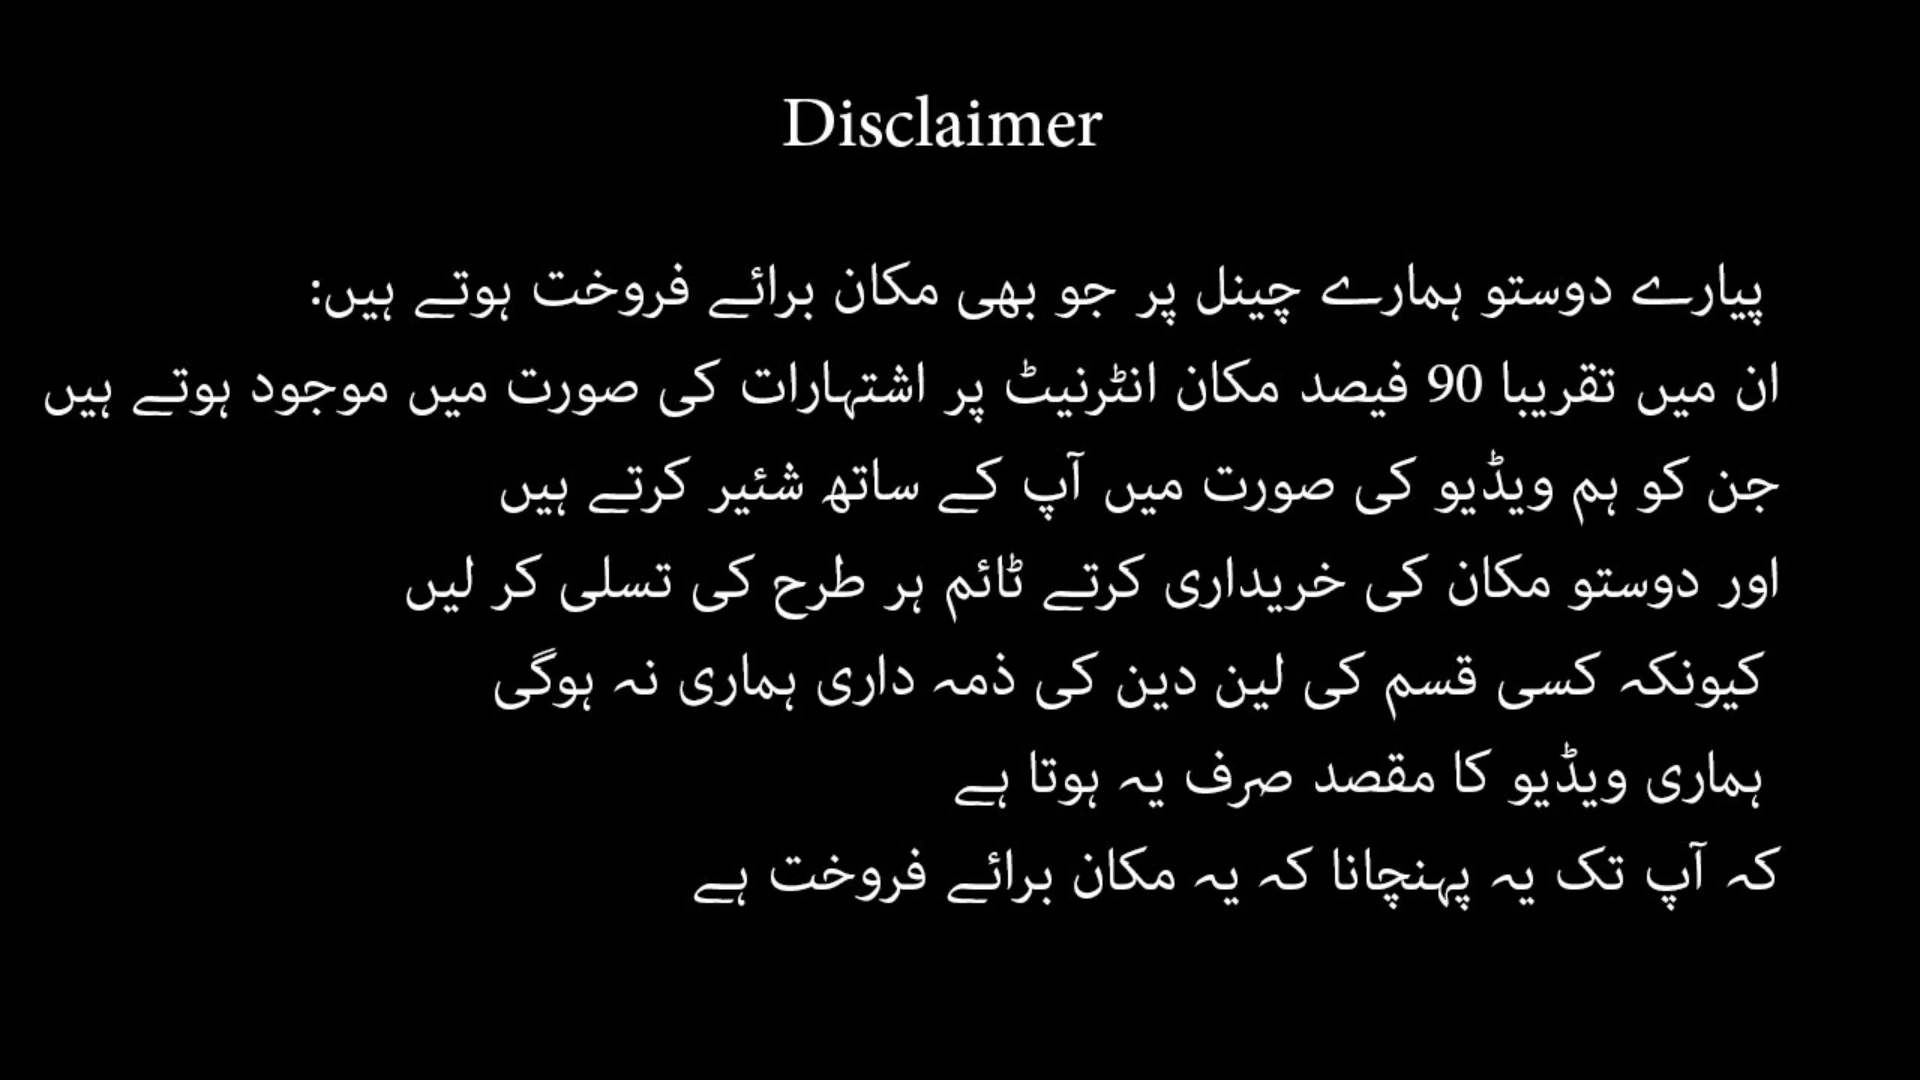 Disclaimer
پیارے دوستو ہمارے چینل پر جو بھی مکان برائے فروخت ہوتے ہیں:
ان میں تقریبا 90 فیصد مکان انٹرنیٹ پر اشتہارات کی صورت میں موجود ہوتے ہیں
جن کو ہم ویڈیو کی صورت میں آپ کے ساتھ شئیر کرتے ہیں
اور دوستو مکان کی خریداری کرتے ٹائم ہر طرح کی تسلی کر لیں
کیونکہ کسی قسم کی لین دین کی ذمہ داری ہماری نہ ہوگی
ہماری ویڈیو کا مقصد صرف یہ ہوتا ہے
کہ آپ تک یہ پہنچانا کہ یہ مکان برائے فروخت ہے